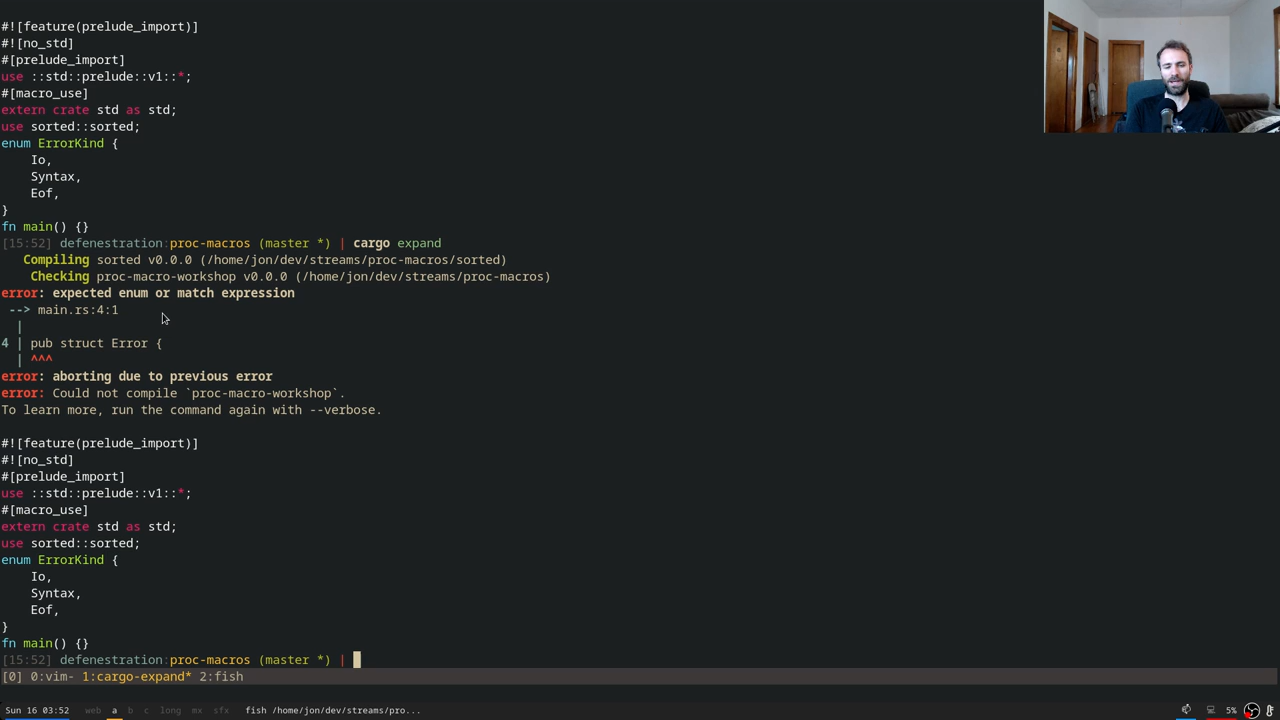 #![feature(prelude_import)]
#![no_std]
#[prelude_import]
use ::std::prelude::v1::*;
#[macro_use]
extern crate std as std;
use sorted::sorted;
enum ErrorKind {
    Io,
    Syntax,
    Eof,
}
fn main() {}
[15:52] defenestration:proc-macros (master *) | cargo expand
   Compiling sorted v0.0.0 (/home/jon/dev/streams/proc-macros/sorted)
    Checking proc-macro-workshop v0.0.0 (/home/jon/dev/streams/proc-macros)
error: expected enum or match expression
 --> main.rs:4:1
  |
4 | pub struct Error {
  | ^^^
error: aborting due to previous error
error: Could not compile `proc-macro-workshop`.
To learn more, run the command again with --verbose.
#![feature(prelude_import)]
#![no_std]
#[prelude_import]
use ::std::prelude::v1::*;
#[macro_use]
extern crate std as std;
use sorted::sorted;
enum ErrorKind {
    Io,
    Syntax,
    Eof,
}
fn main() {}
[15:52] defenestration:proc-macros (master *) |
[0] 0:vim- 1:cargo-expand* 2:fish
Sun 16 03:52 web a b c long mx sfx fish /home/jon/dev/streams/pro... 5%